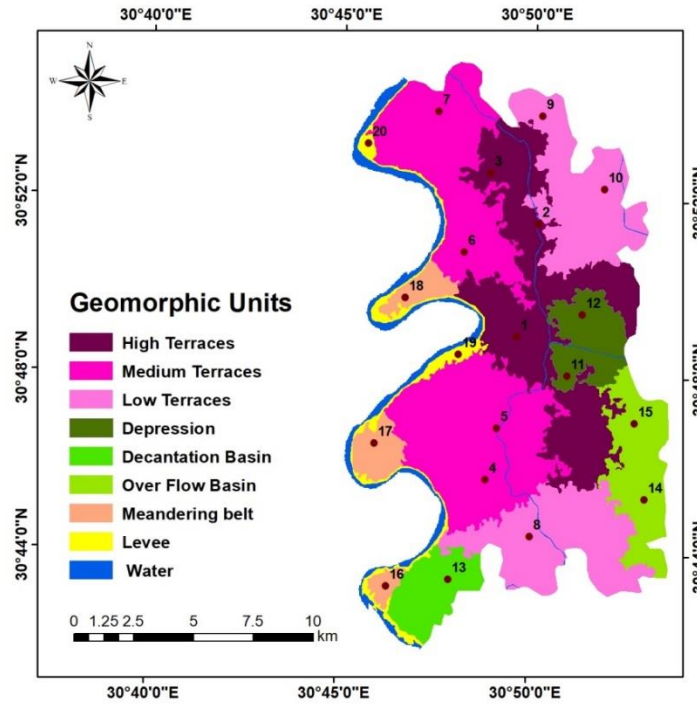 30°40'0"E 30°45'0"E 30°50'0"E
N
W E
S
30°52'0"N
30°48'0"N
30°44'0"N
7
9
20
3
10
2
6
18
12
1
19
11
15
5
17
4
14
8
16
13
Geomorphic Units
High Terraces
Medium Terraces
Low Terraces
Depression
Decantation Basin
Over Flow Basin
Meandering belt
Levee
Water
0 1.25 2.5 5 7.5 10
km
30°44'0"N
30°40'0"E 30°45'0"E 30°50'0"E